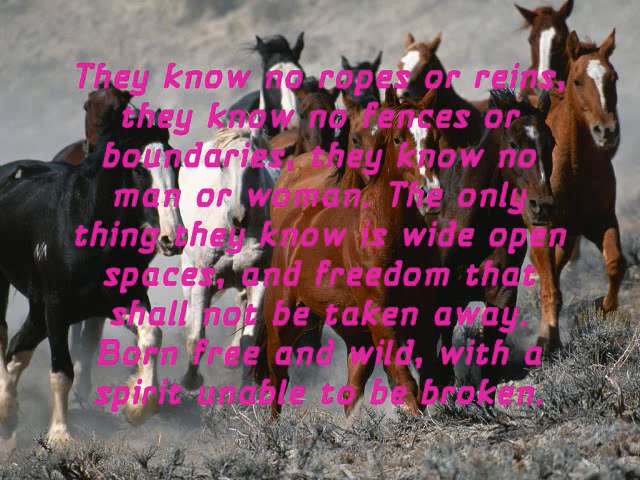 They know no ropes or reins,
they know no fences or
boundaries, they know no
man or woman. The only
thing they know is wide open
spaces, and freedom that
shall not be taken away.
Born free and wild, with a
spirit unable to be broken.